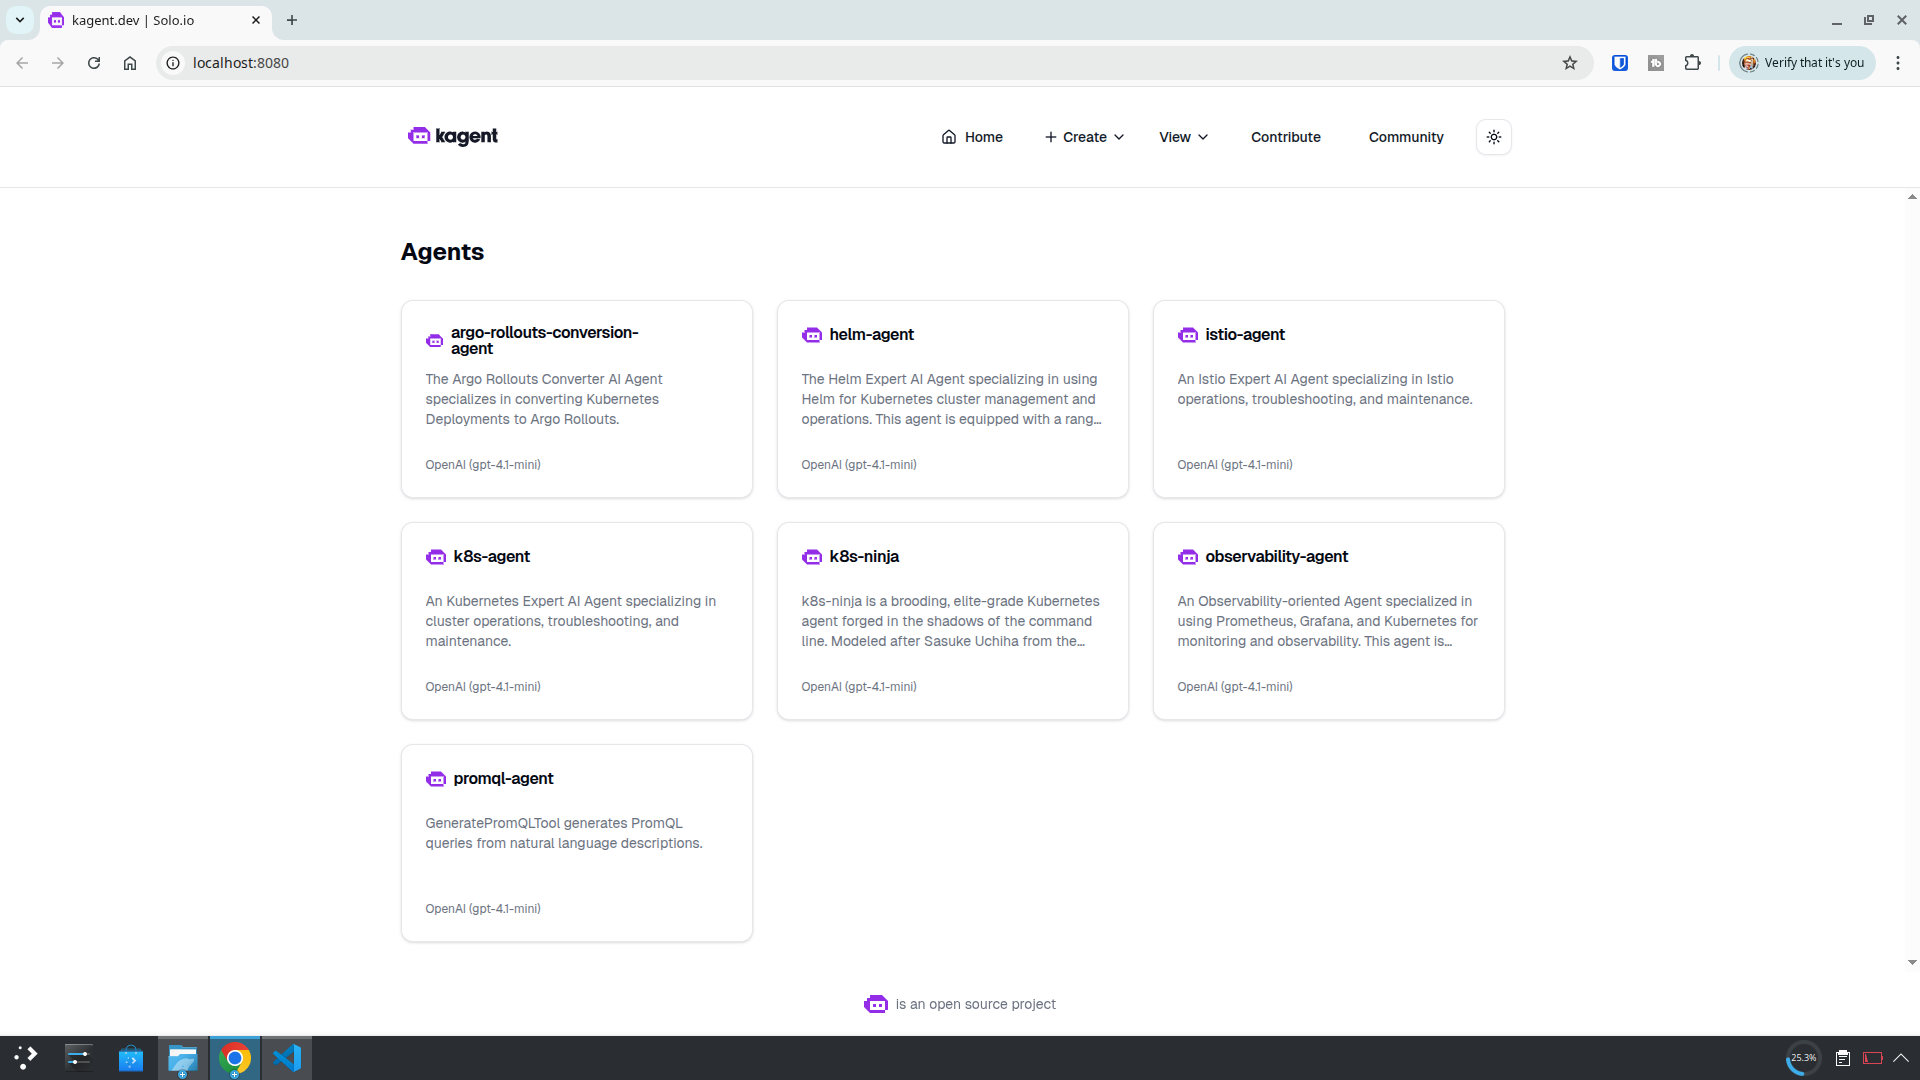 kagent.dev | Solo.io
localhost:8080
Verify that it's you
kagent
Home
Create
View
Contribute
Community
Agents
argo-rollouts-conversion-
agent
The Argo Rollouts Converter AI Agent
specializes in converting Kubernetes
Deployments to Argo Rollouts.
OpenAI (gpt-4.1-mini)
helm-agent
The Helm Expert AI Agent specializing in using
Helm for Kubernetes cluster management and
operations. This agent is equipped with a rang…
OpenAI (gpt-4.1-mini)
istio-agent
An Istio Expert AI Agent specializing in Istio
operations, troubleshooting, and maintenance.
OpenAI (gpt-4.1-mini)
k8s-agent
An Kubernetes Expert AI Agent specializing in
cluster operations, troubleshooting, and
maintenance.
OpenAI (gpt-4.1-mini)
k8s-ninja
k8s-ninja is a brooding, elite-grade Kubernetes
agent forged in the shadows of the command
line. Modeled after Sasuke Uchiha from the…
OpenAI (gpt-4.1-mini)
observability-agent
An Observability-oriented Agent specialized in
using Prometheus, Grafana, and Kubernetes for
monitoring and observability. This agent is…
OpenAI (gpt-4.1-mini)
promql-agent
GeneratePromQLTool generates PromQL
queries from natural language descriptions.
OpenAI (gpt-4.1-mini)
is an open source project
25.3%